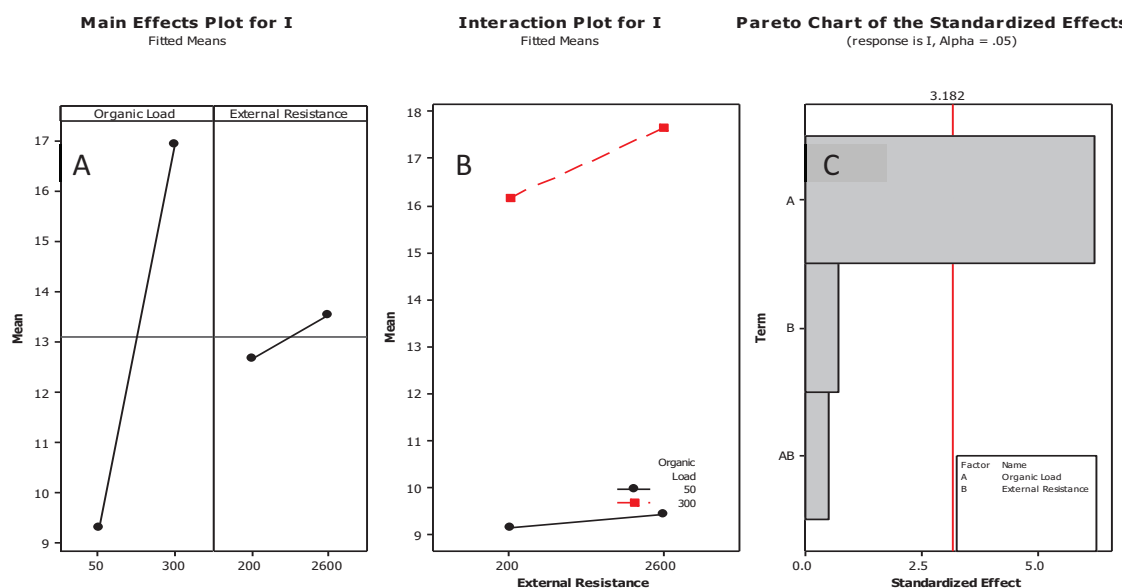 Main Effects Plot for I
Fitted Means
Organic Load
External Resistance
A
Mean
17
16
15
14
13
12
11
10
9
50
300
200
2600
Interaction Plot for I
Fitted Means
B
Mean
18
17
16
15
14
13
12
11
10
9
Organic
Load
50
300
200
2600
External Resistance
Pareto Chart of the Standardized Effects
(response is I, Alpha = .05)
3.182
C
Term
A
B
AB
Factor Name
A Organic Load
B External Resistance
0.0
2.5
5.0
Standardized Effect